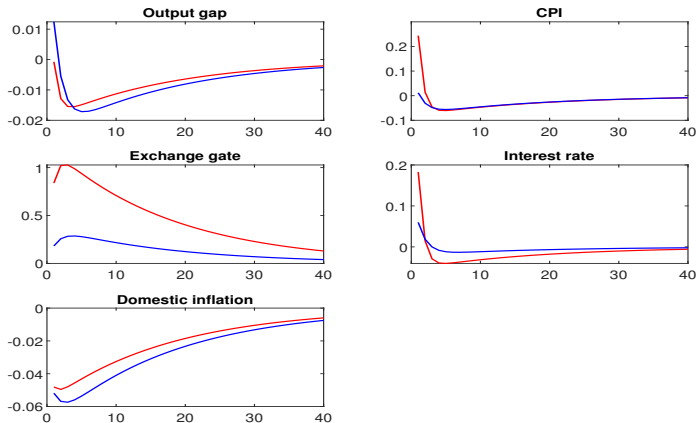 Output gap
0.01
0
-0.01
-0.02
0 10 20 30 40
CPI
0.2
0.1
0
-0.1
0 10 20 30 40
Exchange gate
1
0.5
0
0 10 20 30 40
Interest rate
0.2
0.1
0
0 10 20 30 40
Domestic inflation
0
-0.02
-0.04
-0.06
0 10 20 30 40